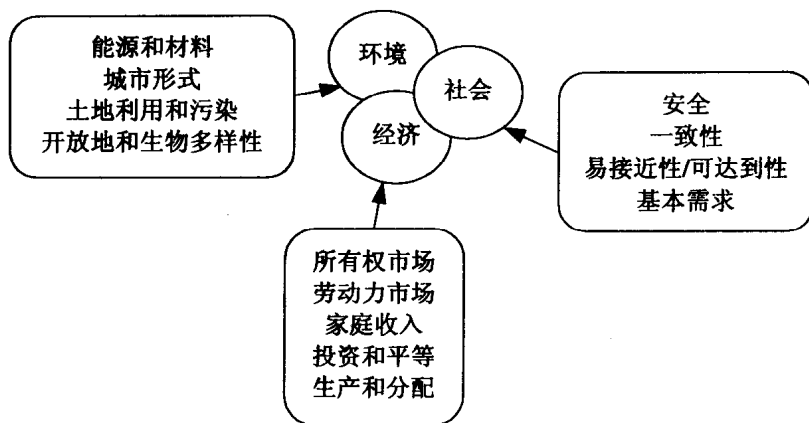 能源和材料
城市形式
土地利用和污染
开放地和生物多样性
环境
社会
经济
安全
一致性
易接近性/可达到性
基本需求
所有权市场
劳动力市场
家庭收入
投资和平等
生产和分配